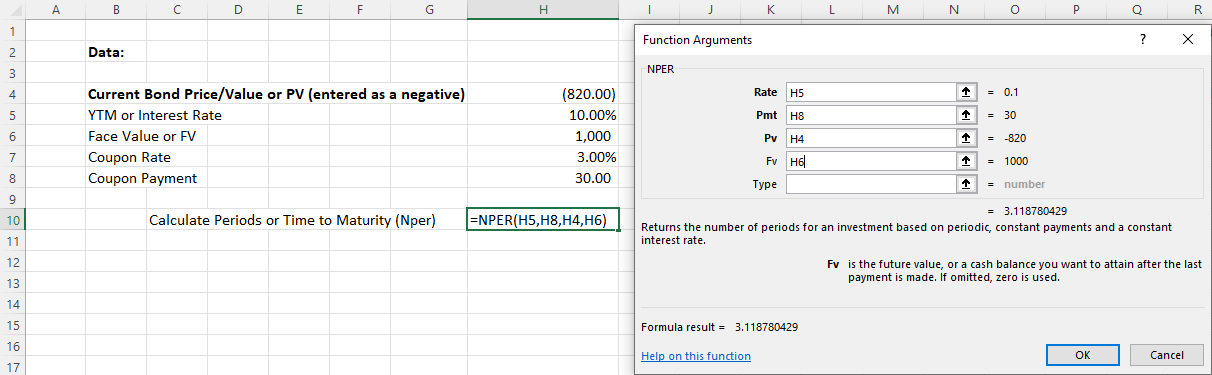 A B C D E F G H I J K L M N O P Q R
1
2 Data:
3
4 Current Bond Price/Value or PV (entered as a negative) (820.00)
5 YTM or Interest Rate 10.00%
6 Face Value or FV 1,000
7 Coupon Rate 3.00%
8 Coupon Payment 30.00
9
10 Calculate Periods or Time to Maturity (Nper) =NPER(H5,H8,H4,H6)
11
12
13
14
15
16
17
Function Arguments ? ×
NPER
Rate H5 = 0.1
Pmt H8 = 30
Pv H4 = -820
Fv H6 = 1000
Type = number
= 3.118780429
Returns the number of periods for an investment based on periodic, constant payments and a constant
interest rate.
Fv is the future value, or a cash balance you want to attain after the last
payment is made. If omitted, zero is used.
Formula result = 3.118780429
Help on this function OK Cancel